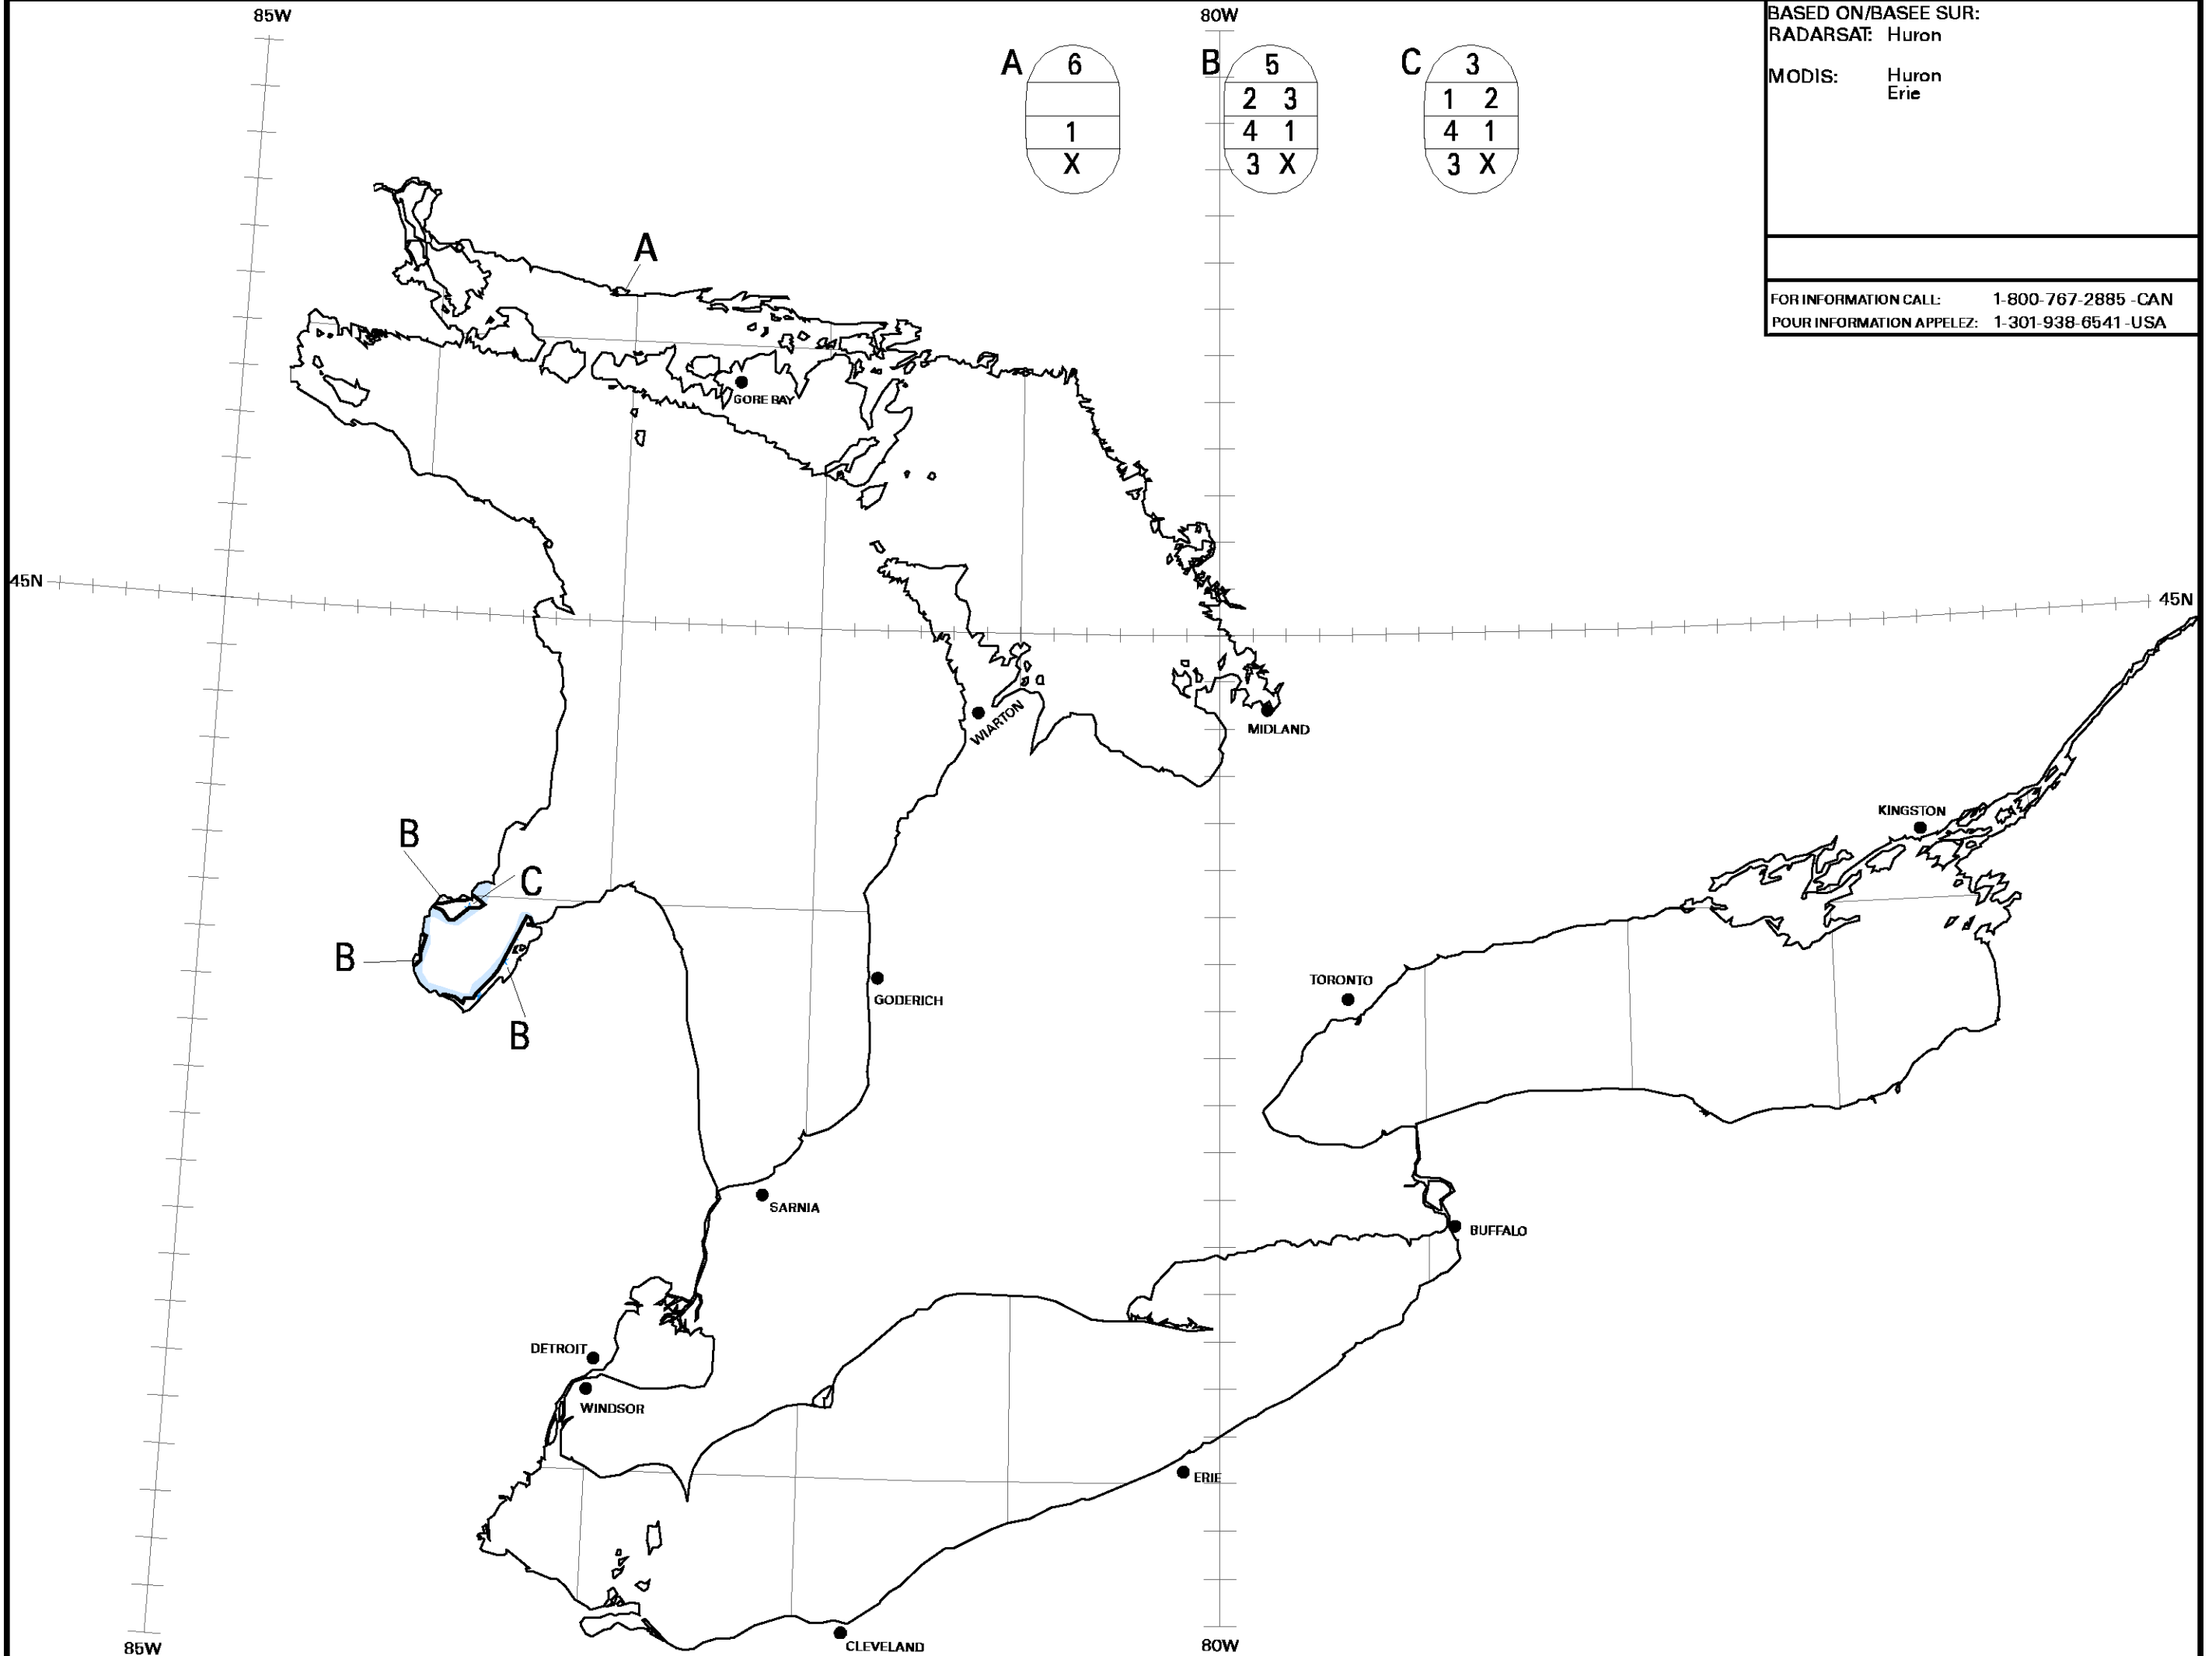 85W
80W
BASED ON/BASEE SUR:
RADARSAT: Huron
MODIS: Huron
Erie
A
6
1
X
B
5
2 3
4 1
3 X
C
3
1 2
4 1
3 X
FOR INFORMATION CALL: 1-800-767-2885 -CAN
POUR INFORMATION APPELEZ: 1-301-938-6541 -USA
A
GORE BAY
45N
45N
WIARTON
MIDLAND
KINGSTON
B
C
B
TORONTO
GODERICH
B
SARNIA
BUFFALO
DETROIT
WINDSOR
ERIE
CLEVELAND
85W
80W